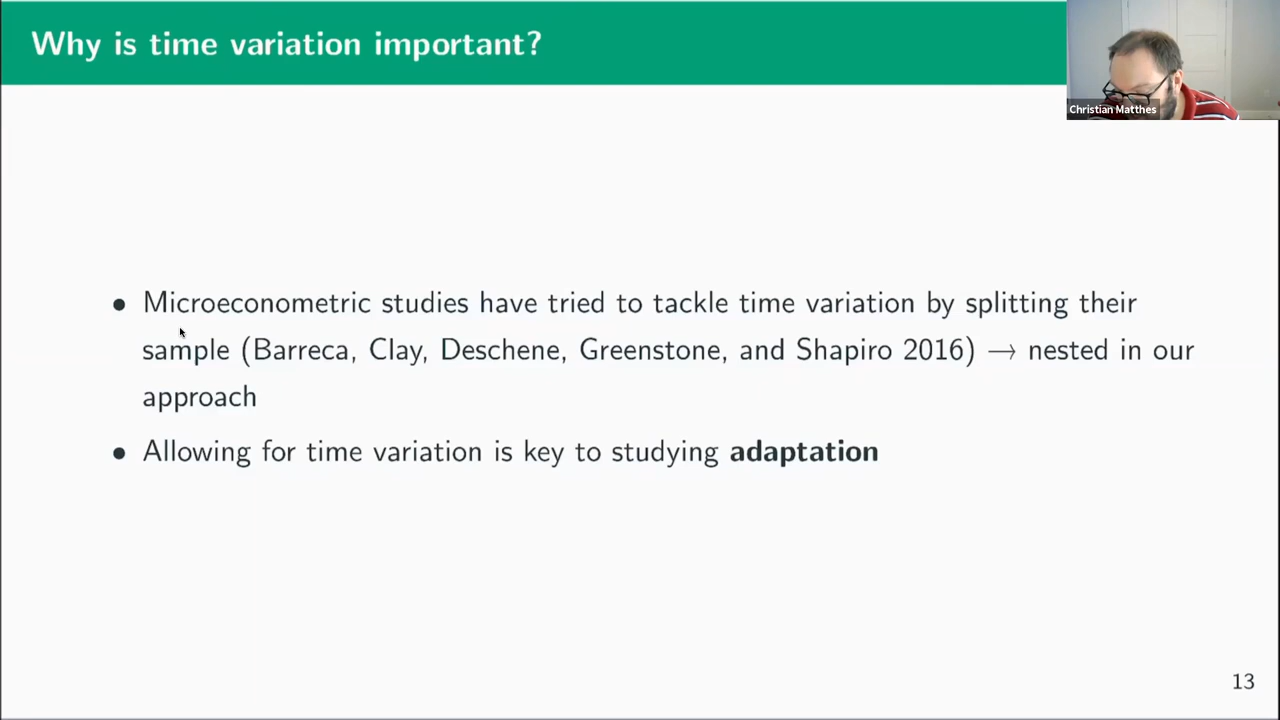 Why is time variation important?
Christian Matthes
• Microeconometric studies have tried to tackle time variation by splitting their
sample (Barreca, Clay, Deschene, Greenstone, and Shapiro 2016) → nested in our
approach
• Allowing for time variation is key to studying adaptation
13